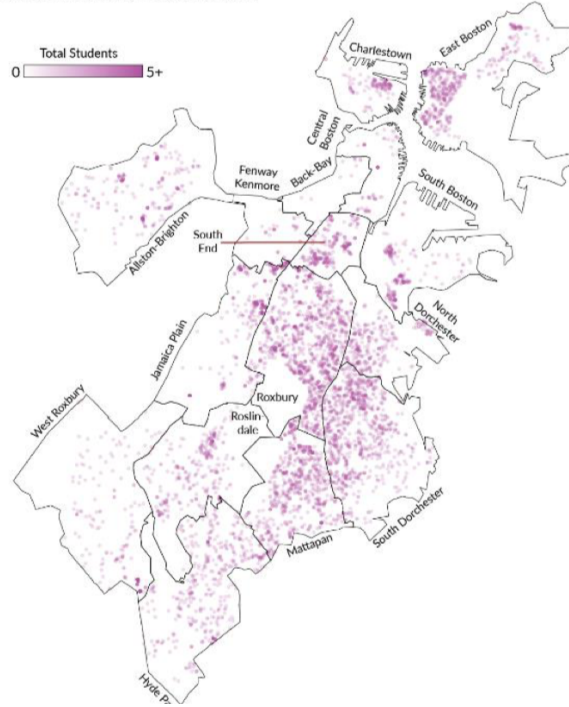 Total Students
0 5+
Charlestown
East Boston
Central
Boston
Back-Bay
Fenway
Kenmore
South Boston
South
End
Allston-Brighton
North
Dorchester
Jamaica Plain
West Roxbury
Roxbury
Roslin-
dale
South Dorchester
Mattapan
Hyde